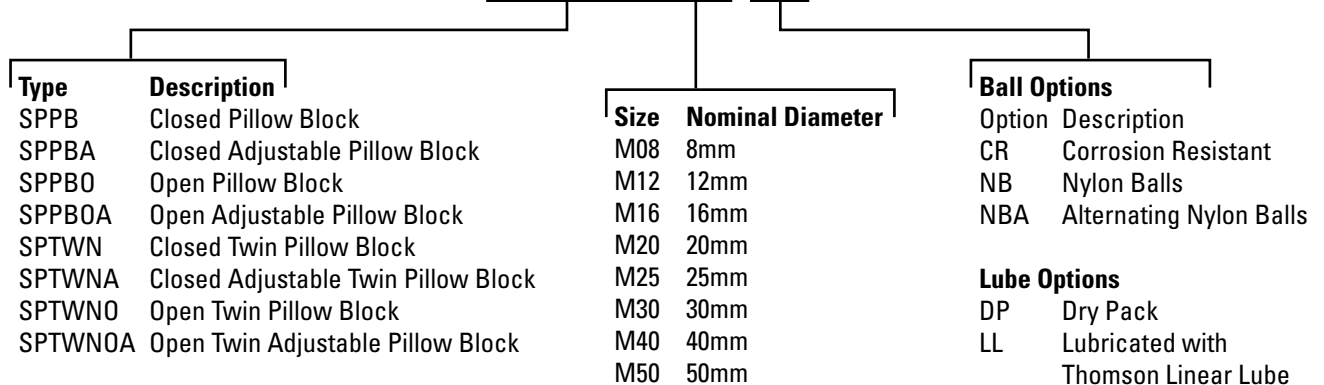 Type Description
SPPB Closed Pillow Block
SPPBA Closed Adjustable Pillow Block
SPPBO Open Pillow Block
SPPBOA Open Adjustable Pillow Block
SPTWN Closed Twin Pillow Block
SPTWNA Closed Adjustable Twin Pillow Block
SPTWNO Open Twin Pillow Block
SPTWNOA Open Twin Adjustable Pillow Block
Size Nominal Diameter
M08 8mm
M12 12mm
M16 16mm
M20 20mm
M25 25mm
M30 30mm
M40 40mm
M50 50mm
Ball Options
Option Description
CR Corrosion Resistant
NB Nylon Balls
NBA Alternating Nylon Balls
Lube Options
DP Dry Pack
LL Lubricated with
Thomson Linear Lube